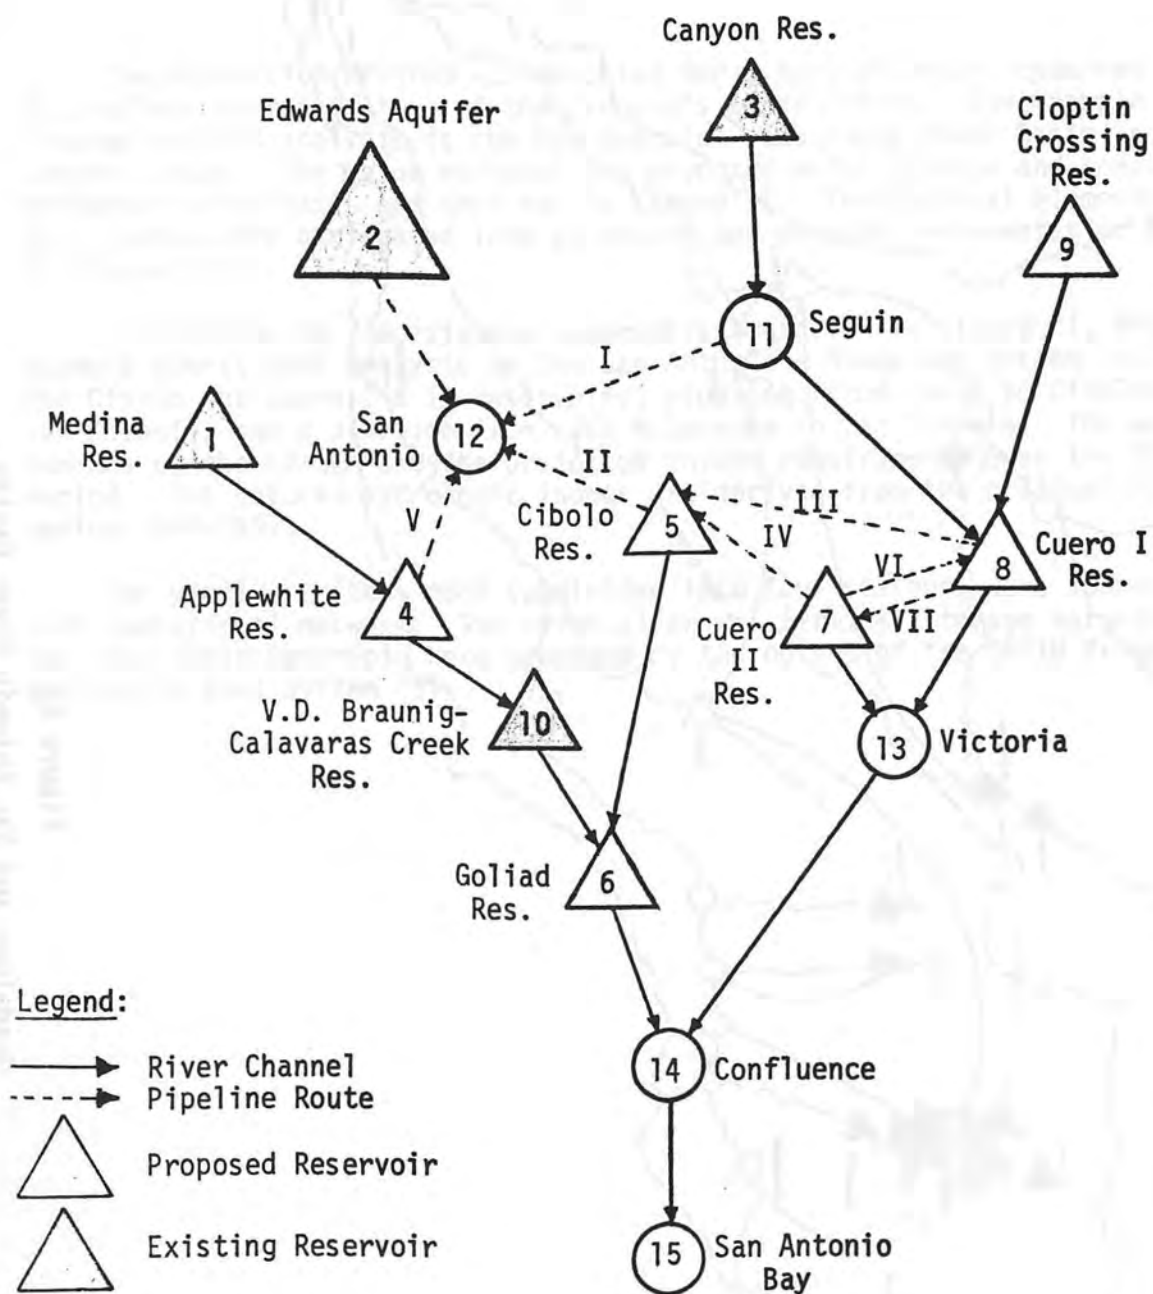 Canyon Res.
3
Edwards Aquifer
2
Cloptin
Crossing
Res.
9
11
Seguin
I
Medina
Res.
1
San
Antonio
12
II
III
V
Cibolo
Res.
5
IV
VI
VII
8
Cuero I
Res.
Applewhite
Res.
4
Cuero
II
Res.
7
V.D. Braunig-
Calavaras Creek
Res.
10
13
Victoria
Goliad
Res.
6
Legend:
River Channel
Pipeline Route
Proposed Reservoir
Existing Reservoir
14
Confluence
15
San Antonio
Bay